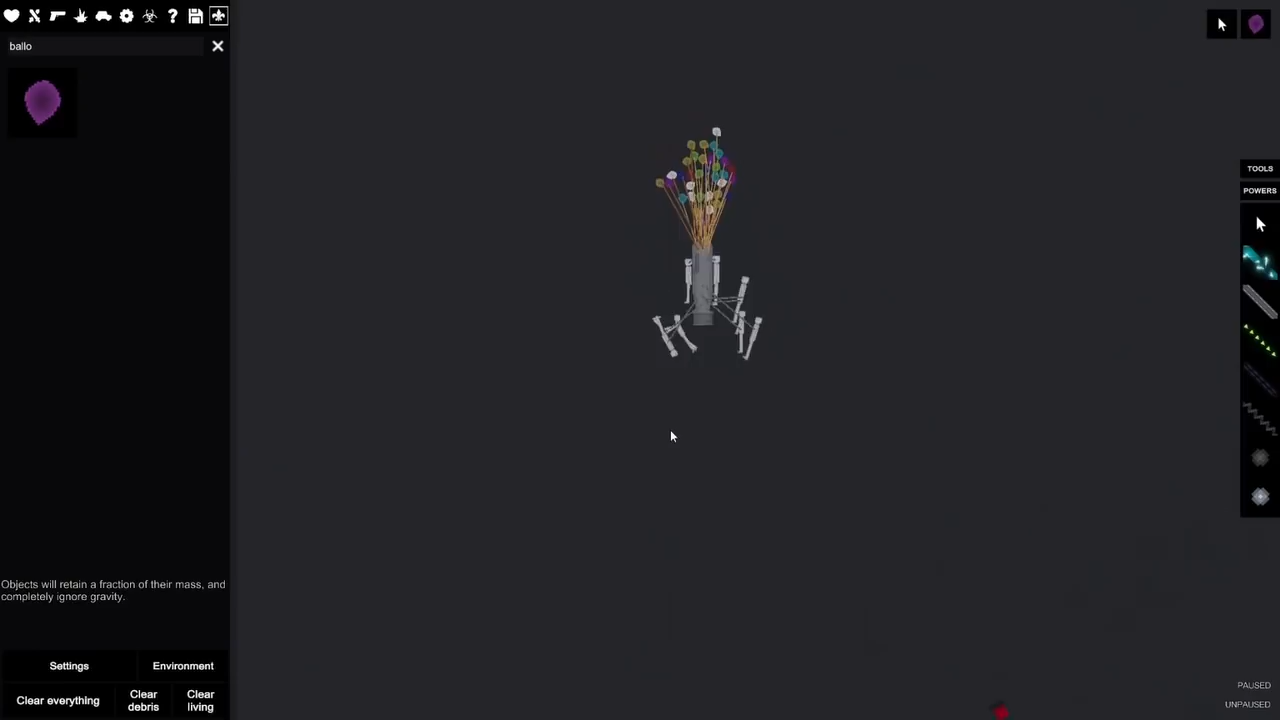 ballo
TOOLS
POWERS
Objects will retain a fraction of their mass, and
completely ignore gravity.
Settings
Environment
Clear everything
Clear
debris
Clear
living
PAUSED
UNPAUSED